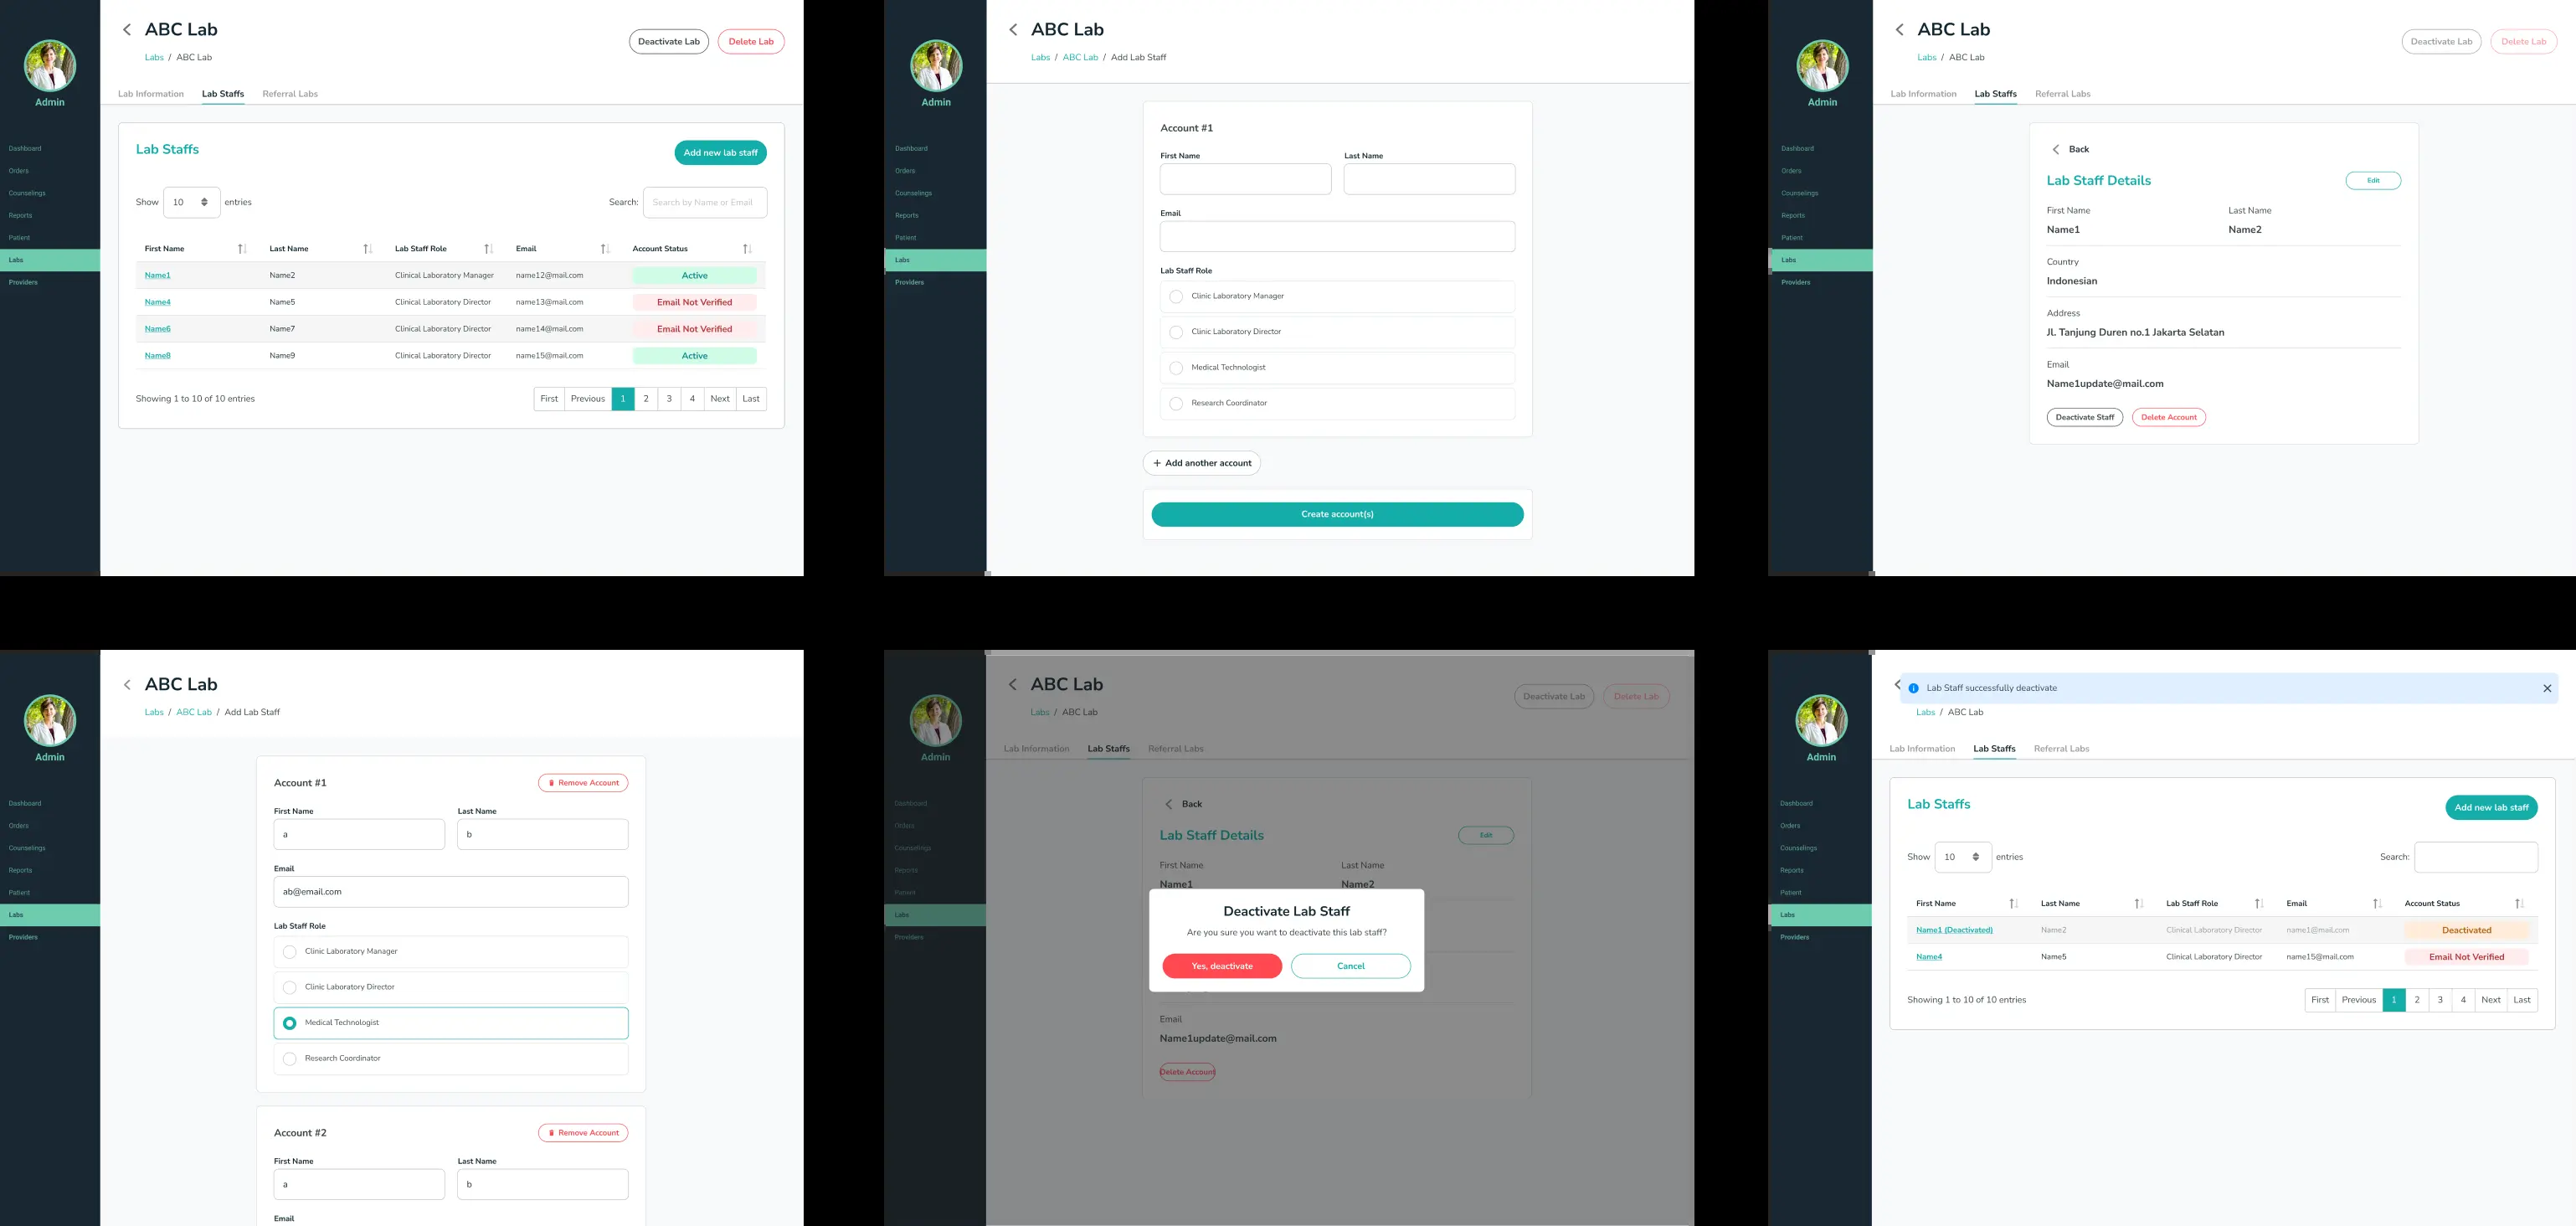 ABC Lab
Labs / ABC Lab
Deactivate Lab
Delete Lab
Admin
Lab Information
Lab Staffs
Referral Labs
Dashboard
Orders
Counselings
Reports
Patient
Labs
Providers
Lab Staffs
Add new lab staff
Show 10 entries
Search: Search by Name or Email
First Name Last Name Lab Staff Role Email Account Status
Name1 Name2 Clinical Laboratory Manager name12@mail.com Active
Name4 Name5 Clinical Laboratory Director name13@mail.com Email Not Verified
Name6 Name7 Clinical Laboratory Director name14@mail.com Email Not Verified
Name8 Name9 Clinical Laboratory Director name15@mail.com Active
Showing 1 to 10 of 10 entries
First Previous 1 2 3 4 Next Last
ABC Lab
Labs / ABC Lab / Add Lab Staff
Admin
Dashboard
Orders
Counselings
Reports
Patient
Labs
Providers
Account #1
First Name
Last Name
Email
Lab Staff Role
Clinic Laboratory Manager
Clinic Laboratory Director
Medical Technologist
Research Coordinator
+ Add another account
Create account(s)
ABC Lab
Labs / ABC Lab
Deactivate Lab
Delete Lab
Admin
Lab Information
Lab Staffs
Referral Labs
Dashboard
Orders
Counselings
Reports
Patient
Labs
Providers
Back
Lab Staff Details
Edit
First Name Last Name
Name1 Name2
Country
Indonesian
Address
Jl. Tanjung Duren no.1 Jakarta Selatan
Email
Name1update@mail.com
Deactivate Staff
Delete Account
ABC Lab
Labs / ABC Lab / Add Lab Staff
Admin
Dashboard
Orders
Counselings
Reports
Patient
Labs
Providers
Account #1
Remove Account
First Name Last Name
a b
Email
ab@email.com
Lab Staff Role
Clinic Laboratory Manager
Clinic Laboratory Director
Medical Technologist
Research Coordinator
Account #2
Remove Account
First Name Last Name
a b
Email
ABC Lab
Labs / ABC Lab
Deactivate Lab
Delete Lab
Admin
Lab Information
Lab Staffs
Referral Labs
Dashboard
Orders
Counselings
Reports
Patient
Labs
Providers
Back
Lab Staff Details
Edit
First Name Last Name
Name1 Name2
Deactivate Lab Staff
Are you sure you want to deactivate this lab staff?
Yes, deactivate
Cancel
Email
Name1update@mail.com
Delete Account
Lab Staff successfully deactivate
Labs / ABC Lab
Admin
Lab Information
Lab Staffs
Referral Labs
Dashboard
Orders
Counselings
Reports
Patient
Labs
Providers
Lab Staffs
Add new lab staff
Show 10 entries
Search:
First Name Last Name Lab Staff Role Email Account Status
Name1 (Deactivated) Name2 Clinical Laboratory Director name1@mail.com Deactivated
Name4 Name5 Clinical Laboratory Director name15@mail.com Email Not Verified
Showing 1 to 10 of 10 entries
First Previous 1 2 3 4 Next Last